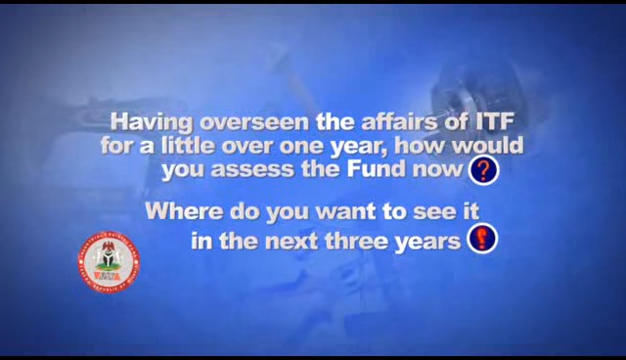 Having overseen the affairs of ITF
for a little over one year, how would
you assess the Fund now ?
Where do you want to see it
in the next three years ?